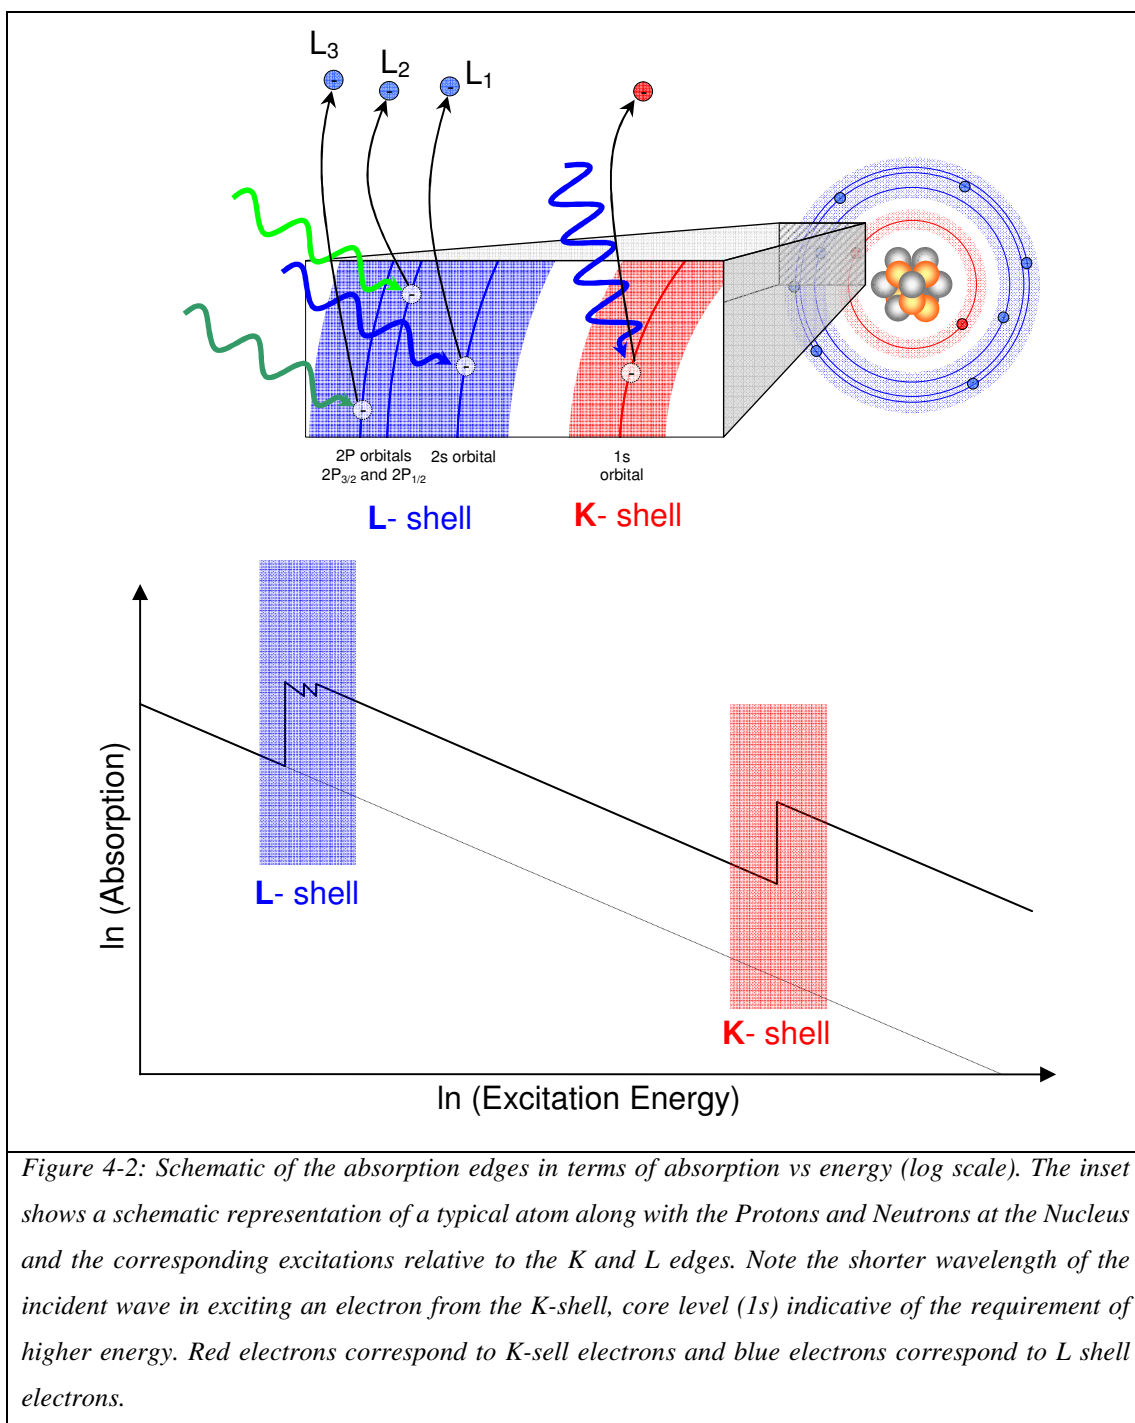 L3
L2
L1
2P orbitals
2P3/2 and 2P1/2
2s orbital
1s
orbital
L- shell
K- shell
ln (Absorption)
L- shell
K- shell
ln (Excitation Energy)
Figure 4-2: Schematic of the absorption edges in terms of absorption vs energy (log scale). The inset
shows a schematic representation of a typical atom along with the Protons and Neutrons at the Nucleus
and the corresponding excitations relative to the K and L edges. Note the shorter wavelength of the
incident wave in exciting an electron from the K-shell, core level (1s) indicative of the requirement of
higher energy. Red electrons correspond to K-sell electrons and blue electrons correspond to L shell
electrons.